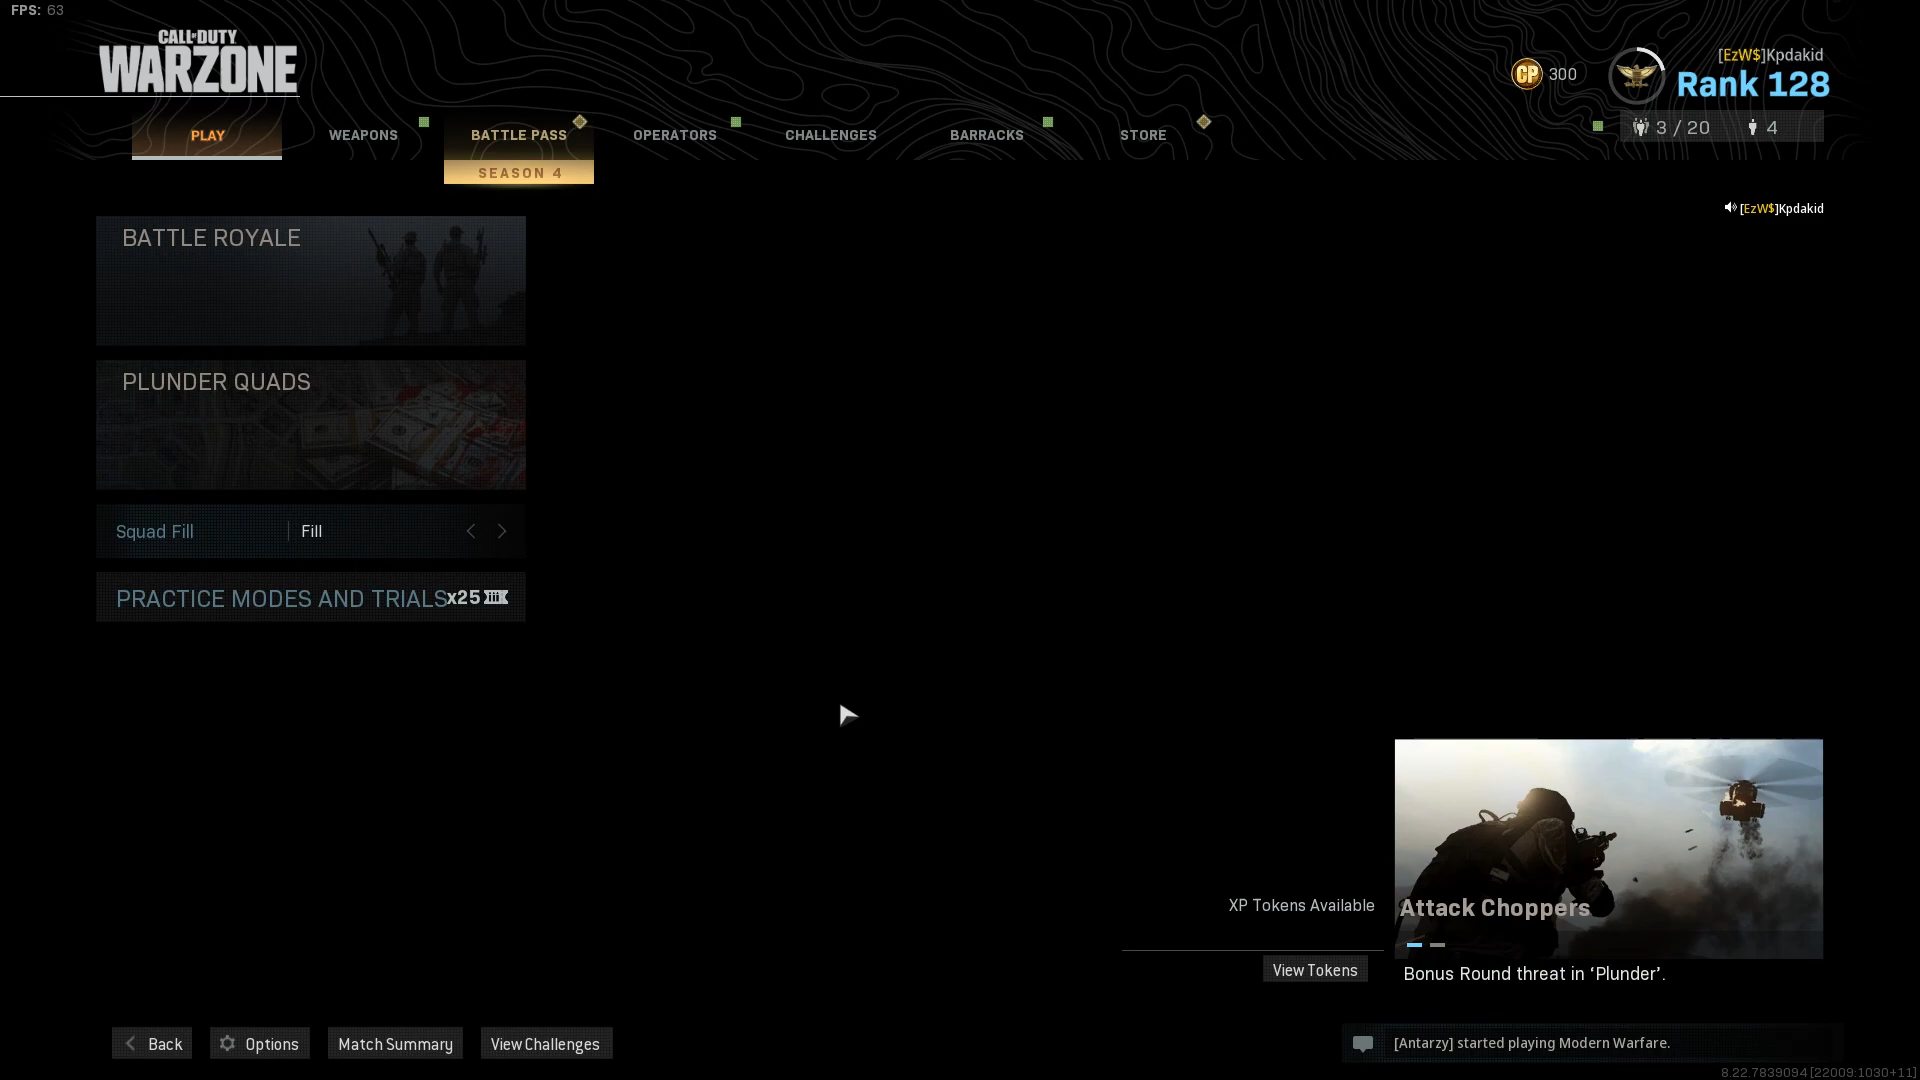 FPS: 63
CALL OF DUTY
WARZONE
CP 300
[EzW$]Kpdakid
Rank 128
3 / 20 4
PLAY WEAPONS BATTLE PASS OPERATORS CHALLENGES BARRACKS STORE
SEASON 4
[EzW$]Kpdakid
BATTLE ROYALE
PLUNDER QUADS
Squad Fill Fill
PRACTICE MODES AND TRIALS x25
XP Tokens Available
View Tokens
Attack Choppers
Bonus Round threat in ‘Plunder’.
Back Options Match Summary View Challenges
[Antarzy] started playing Modern Warfare.
8.22.7839094[22009:1030+11]